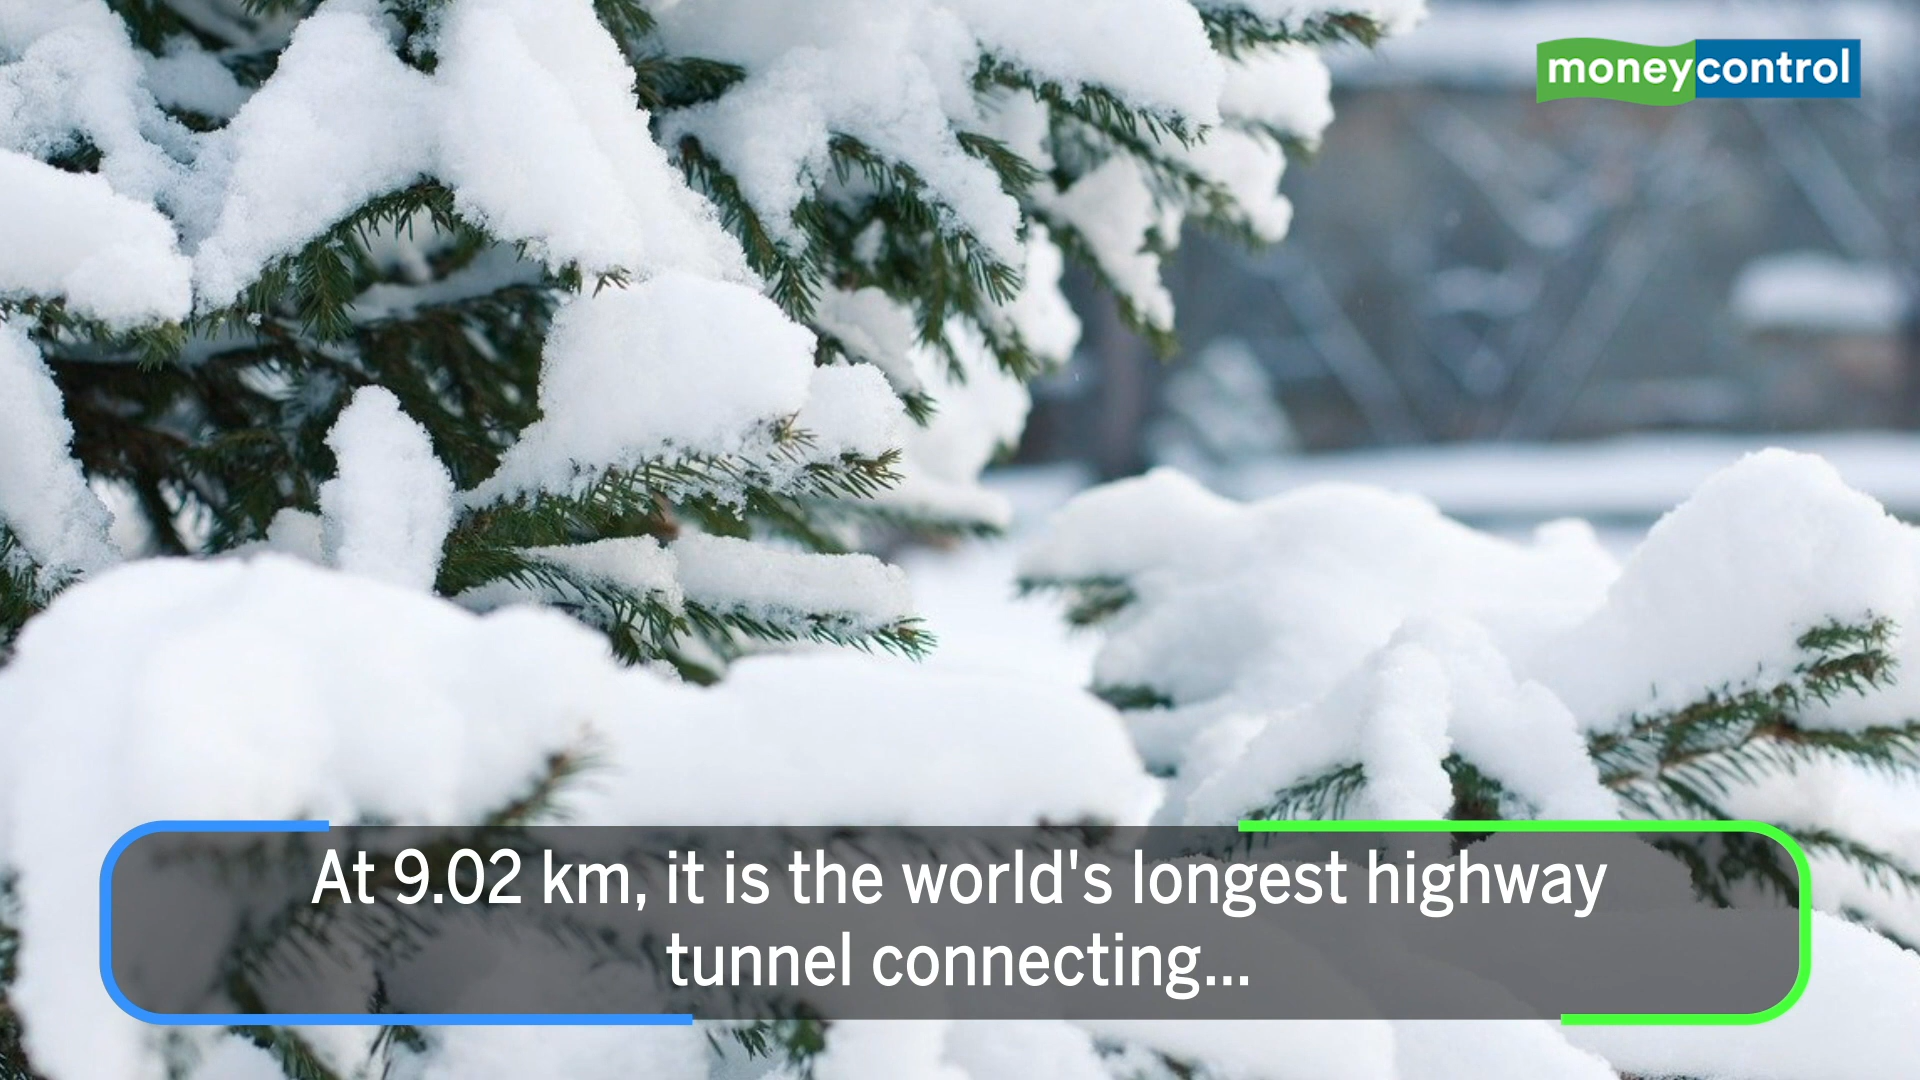 moneycontrol
At 9.02 km, it is the world's longest highway
tunnel connecting...